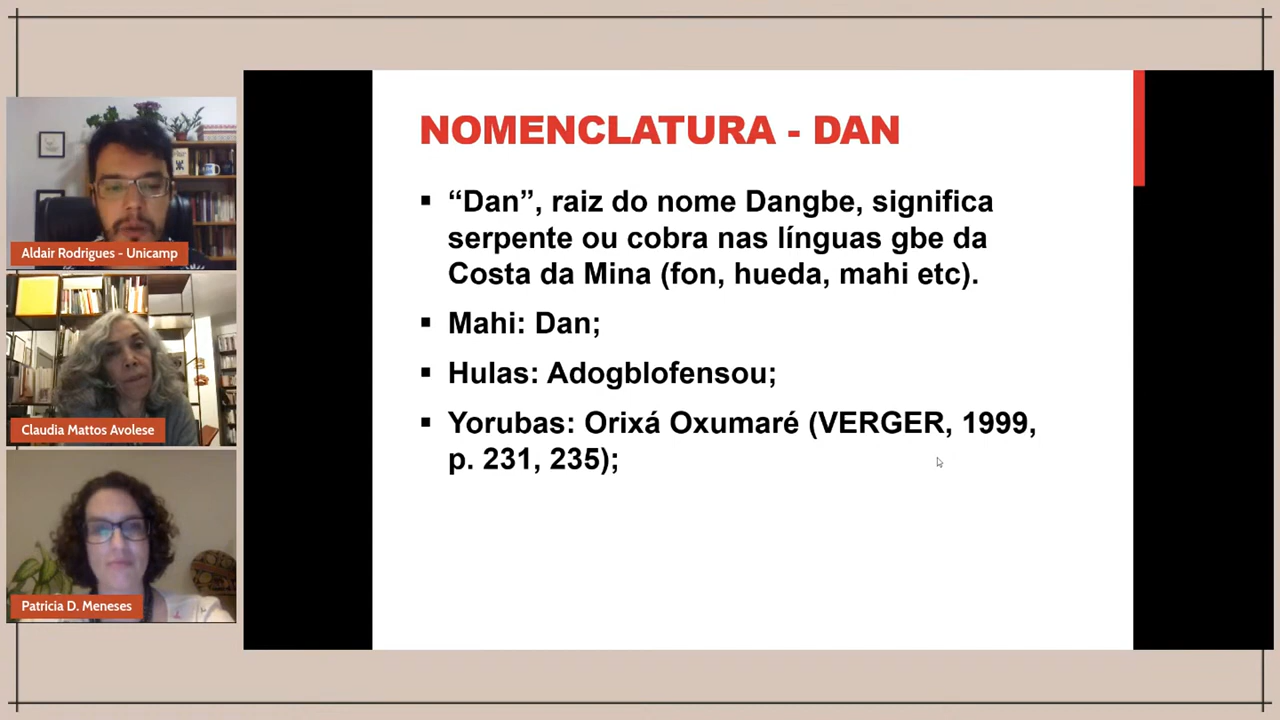 NOMENCLATURA - DAN
▪ “Dan”, raiz do nome Dangbe, significa
serpente ou cobra nas línguas gbe da
Costa da Mina (fon, hueda, mahi etc).
▪ Mahi: Dan;
▪ Hulas: Adogblofensou;
▪ Yorubas: Orixá Oxumaré (VERGER, 1999,
p. 231, 235);
Aldair Rodrigues - Unicamp
Claudia Mattos Avolese
Patricia D. Meneses